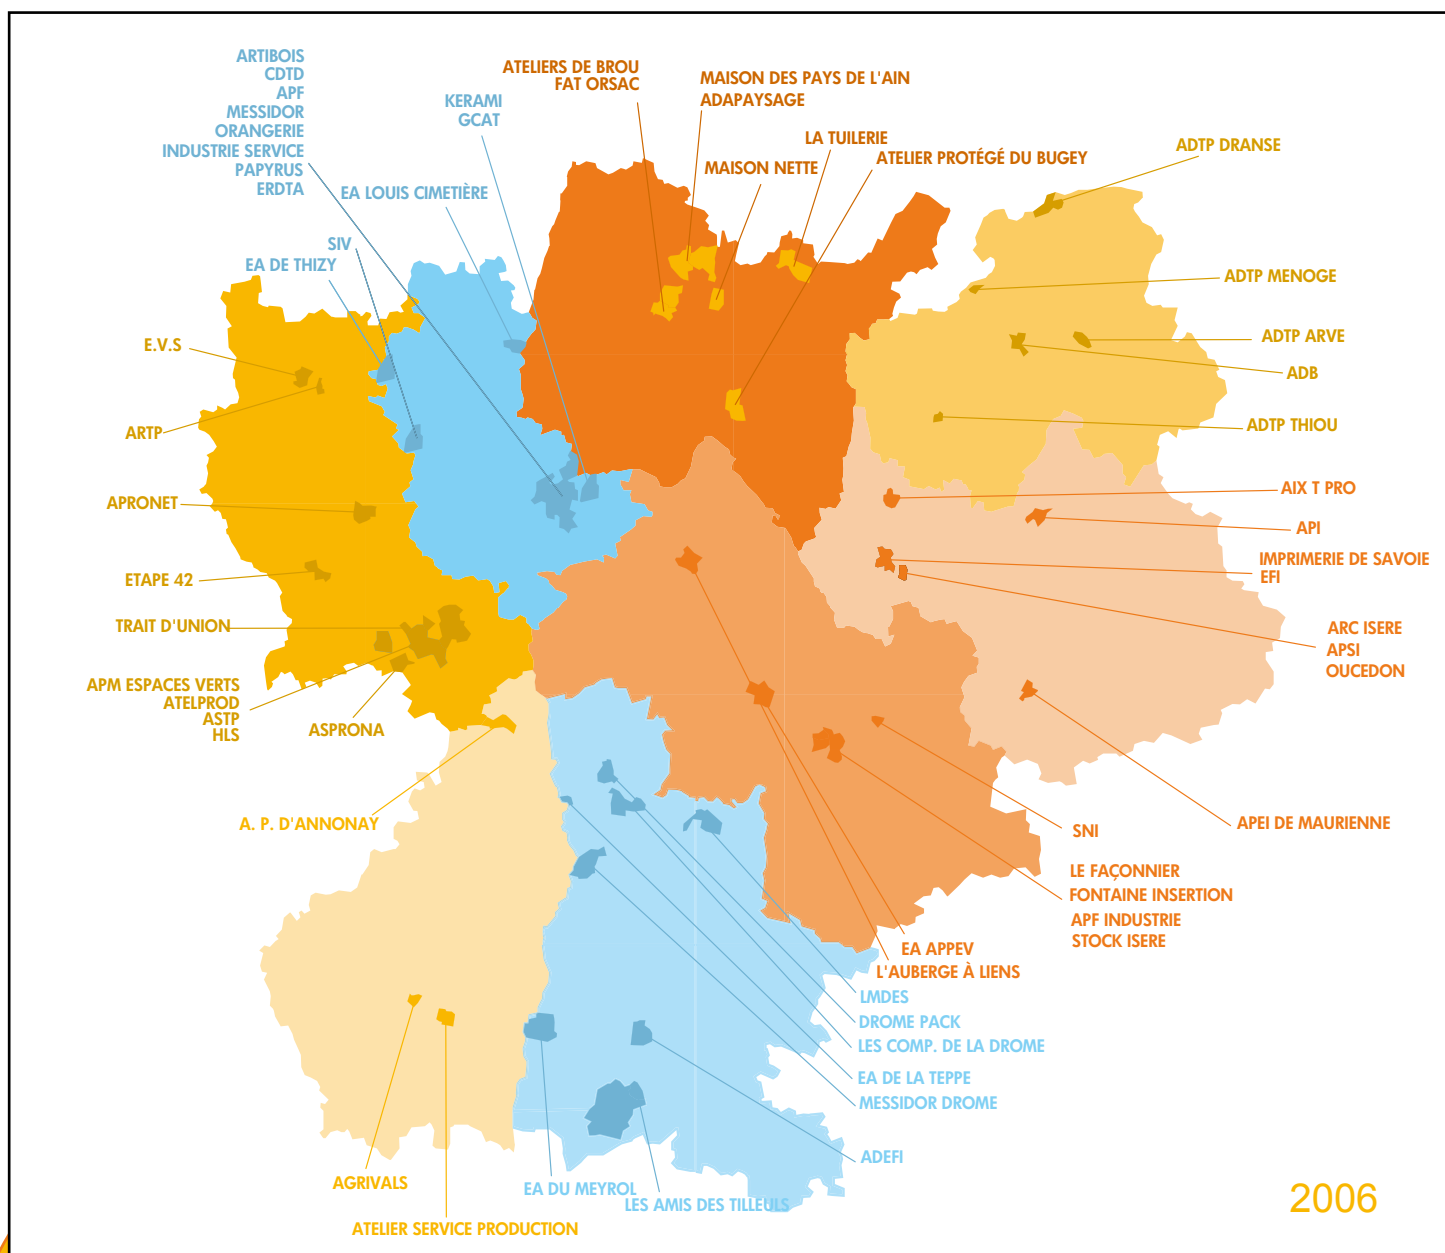 ARTIBOIS
CDTD
APF
MESSIDOR
ORANGERIE
INDUSTRIE SERVICE
PAPYRUS
ERDTA
KERAMI
GCAT
EA LOUIS CIMETIÈRE
SIV
EA DE THIZY
ATELIERS DE BROU
FAT ORSAC
MAISON DES PAYS DE L'AIN
ADAPAYSAGE
LA TUILERIE
MAISON NETTE
ATELIER PROTÉGÉ DU BUGEY
ADTP DRANSE
ADTP MENOGE
ADTP ARVE
ADB
ADTP THIOU
E.V.S
ARTP
APRONET
ETAPE 42
TRAIT D'UNION
APM ESPACES VERTS
ATELPROD
ASTP
HLS
ASPRONA
A. P. D'ANNONAY
AIX T PRO
API
IMPRIMERIE DE SAVOIE
EFI
ARC ISERE
APSI
OUCEDON
APEI DE MAURIENNE
SNI
LE FAÇONNIER
FONTAINE INSERTION
APF INDUSTRIE
STOCK ISERE
EA APPEV
L'AUBERGE À LIENS
LMDES
DROME PACK
LES COMP. DE LA DROME
EA DE LA TEPPE
MESSIDOR DROME
ADEFI
AGRIVALS
ATELIER SERVICE PRODUCTION
EA DU MEYROL
LES AMIS DES TILLEULS
2006